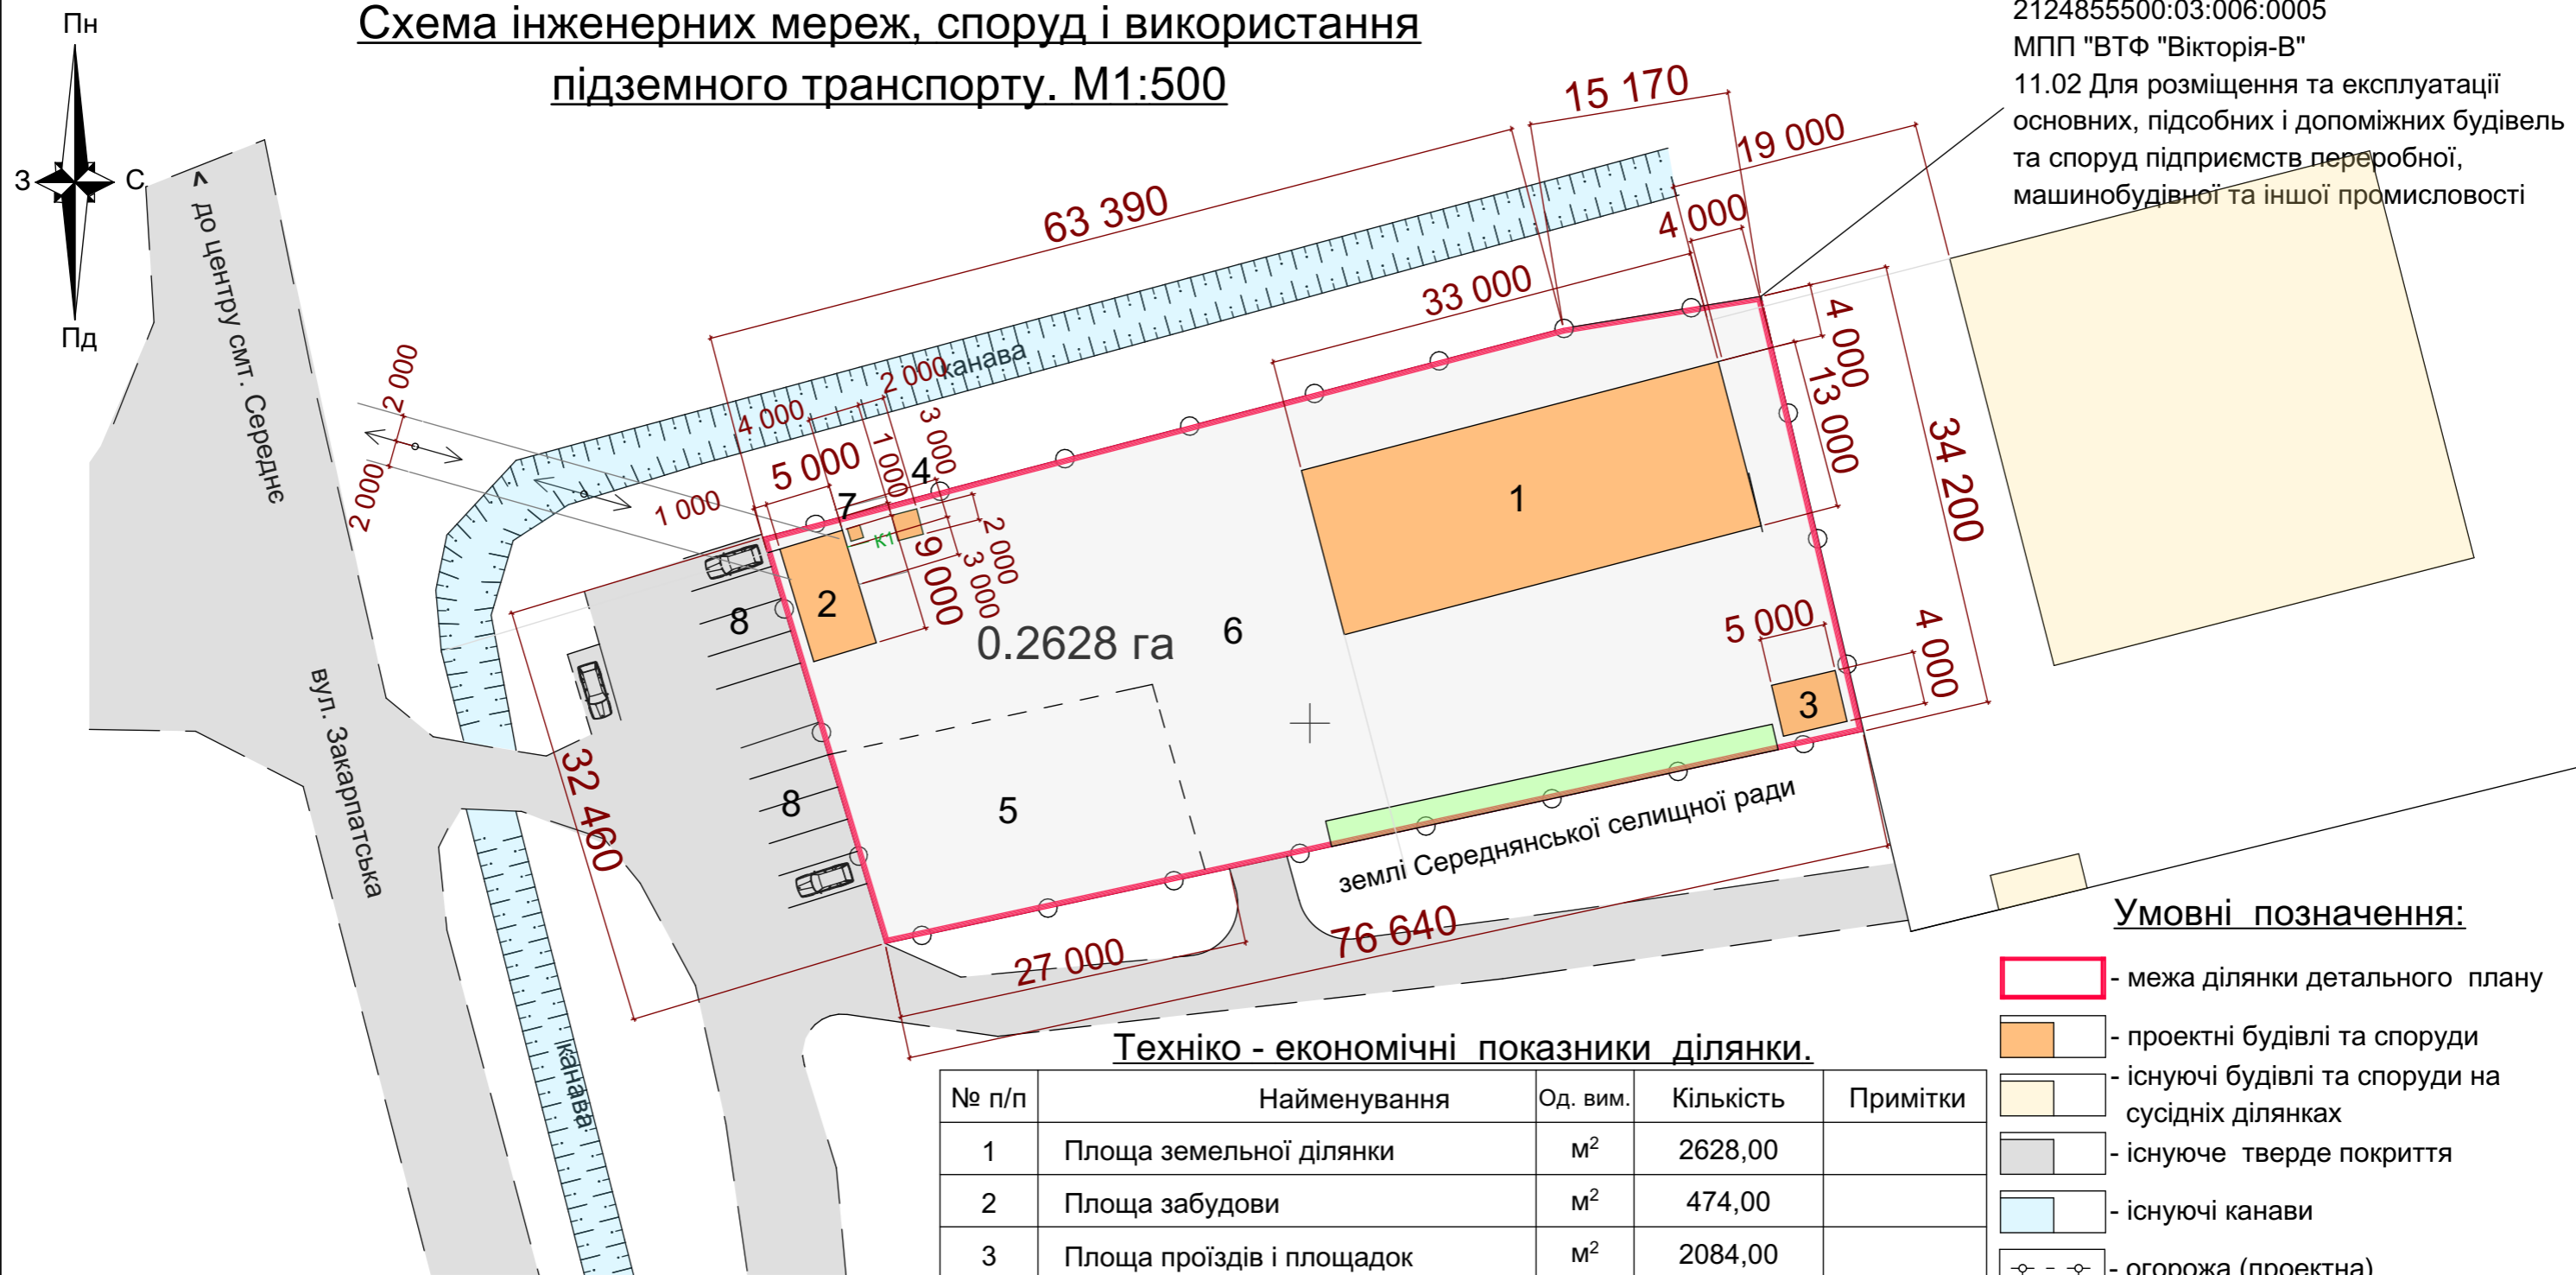 Схема інженерних мереж, споруд і використання
підземного транспорту. М1:500
Пн
З
С
Пд
2124855500:03:006:0005
МПП "ВТФ "Вікторія-В"
11.02 Для розміщення та експлуатації
основних, підсобних і допоміжних будівель
та споруд підприємств переробної,
машинобудівної та іншої промисловості
15 170
19 000
63 390
4 000
33 000
4 000
13 000
34 200
< до центру смт. Середнє
2 000
2 000
канава
2 000
4 000
3 000
1 000
5 000
4
7
1 000
К1
9 000
2 000
3 000
1
2
8
0.2628 га
6
5 000
4 000
3
вул. Закарпатська
32 460
8
5
землі Середнянської селищної ради
76 640
27 000
канава
Умовні позначення:
- межа ділянки детального плану
- проектні будівлі та споруди
- існуючі будівлі та споруди на
сусідніх ділянках
- існуюче тверде покриття
- існуючі канави
- огорожа (проектна)
Техніко - економічні показники ділянки.
№ п/п Найменування Од. вим. Кількість Примітки
1 Площа земельної ділянки м² 2628,00
2 Площа забудови м² 474,00
3 Площа проїздів і площадок м² 2084,00